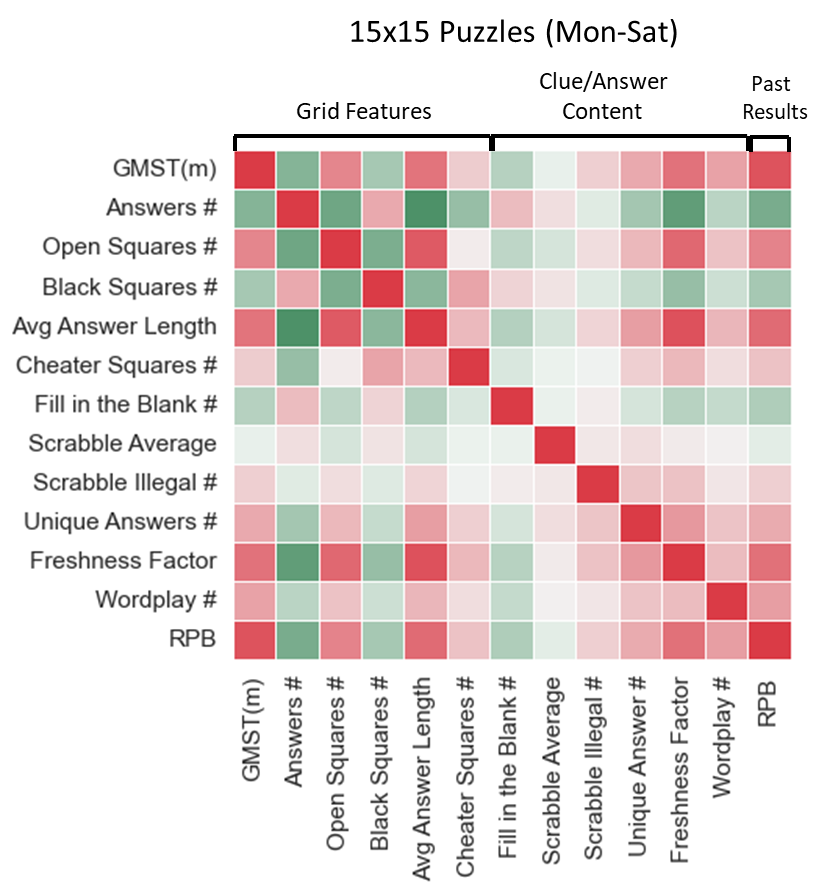 15x15 Puzzles (Mon-Sat)
Grid Features
Clue/Answer
Content
Past
Results
GMST(m)
Answers #
Open Squares #
Black Squares #
Avg Answer Length
Cheater Squares #
Fill in the Blank #
Scrabble Average
Scrabble Illegal #
Unique Answers #
Freshness Factor
Wordplay #
RPB
GMST(m)
Answers #
Open Squares #
Black Squares #
Avg Answer Length
Cheater Squares #
Fill in the Blank #
Scrabble Average
Scrabble Illegal #
Unique Answer #
Freshness Factor
Wordplay #
RPB